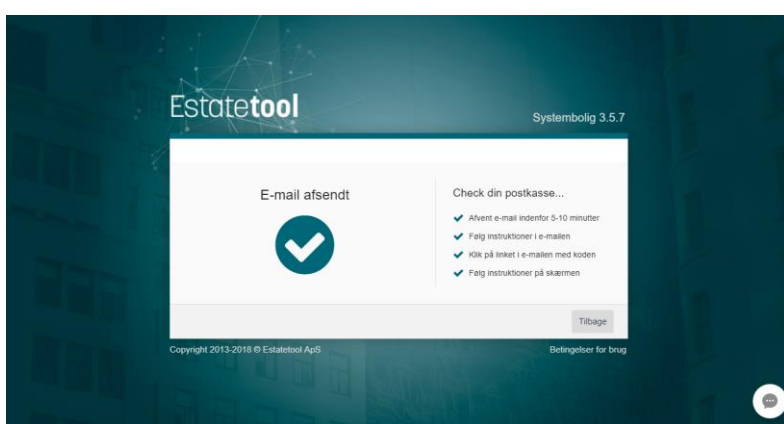 Estatetool
Systembolig 3.5.7
E-mail afsendt
Check din postkasse...
Afvent e-mail indenfor 5-10 minutter
Følg instruktioner i e-mailen
Klik på linket i e-mailen med koden
Følg instruktioner på skærmen
Tilbage
Copyright 2013-2018 © Estatetool ApS
Betingelser for brug